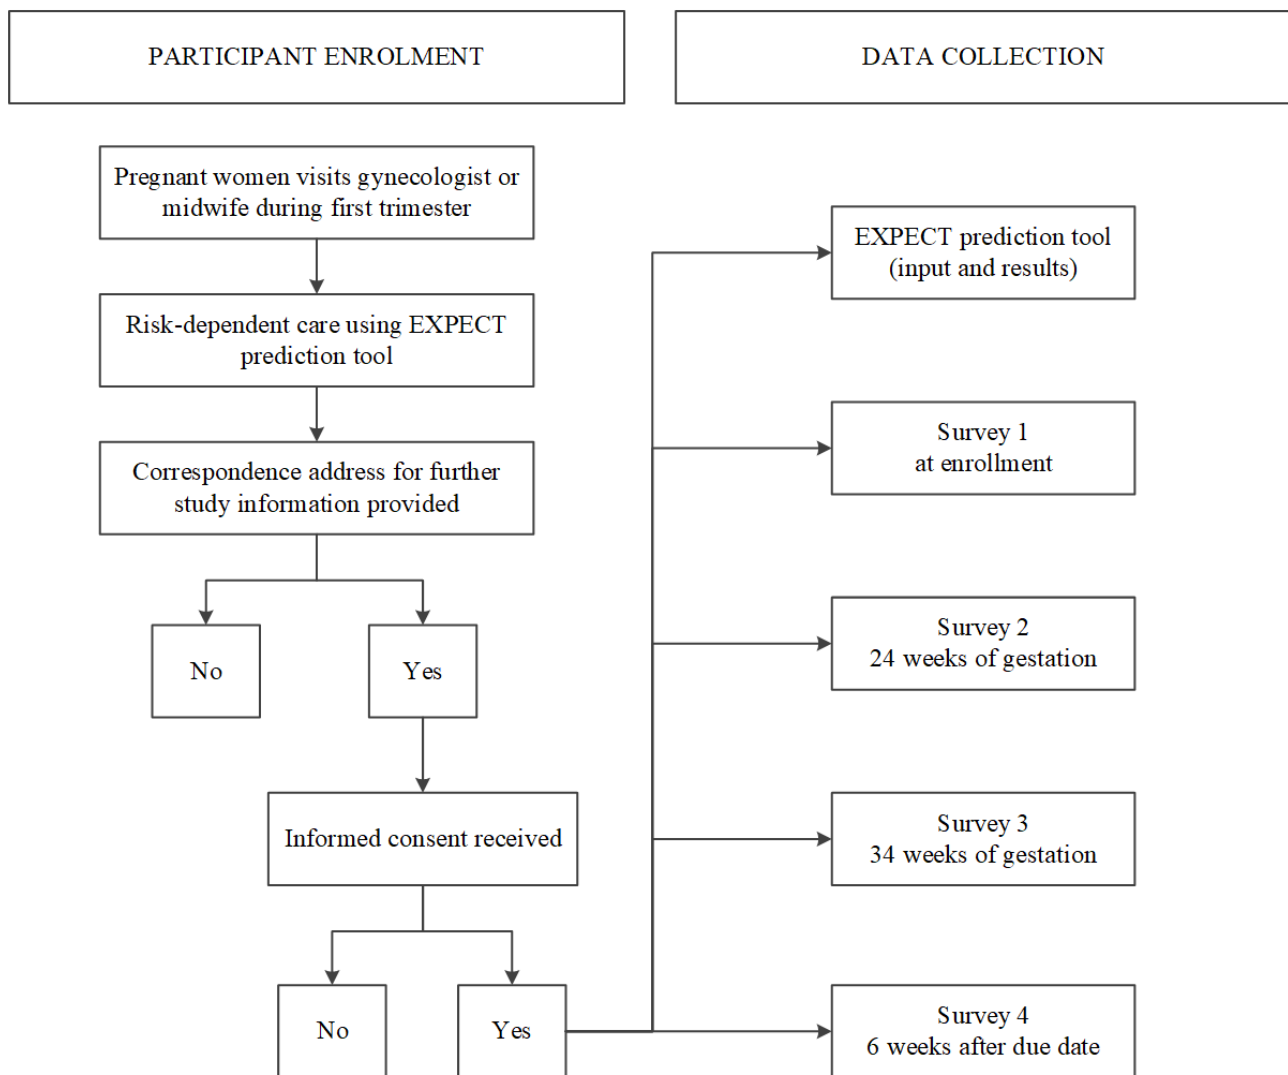 PARTICIPANT ENROLMENT
DATA COLLECTION
Pregnant women visits gynecologist or
midwife during first trimester
Risk-dependent care using EXPECT
prediction tool
Correspondence address for further
study information provided
No
Yes
Informed consent received
No
Yes
EXPECT prediction tool
(input and results)
Survey 1
at enrollment
Survey 2
24 weeks of gestation
Survey 3
34 weeks of gestation
Survey 4
6 weeks after due date